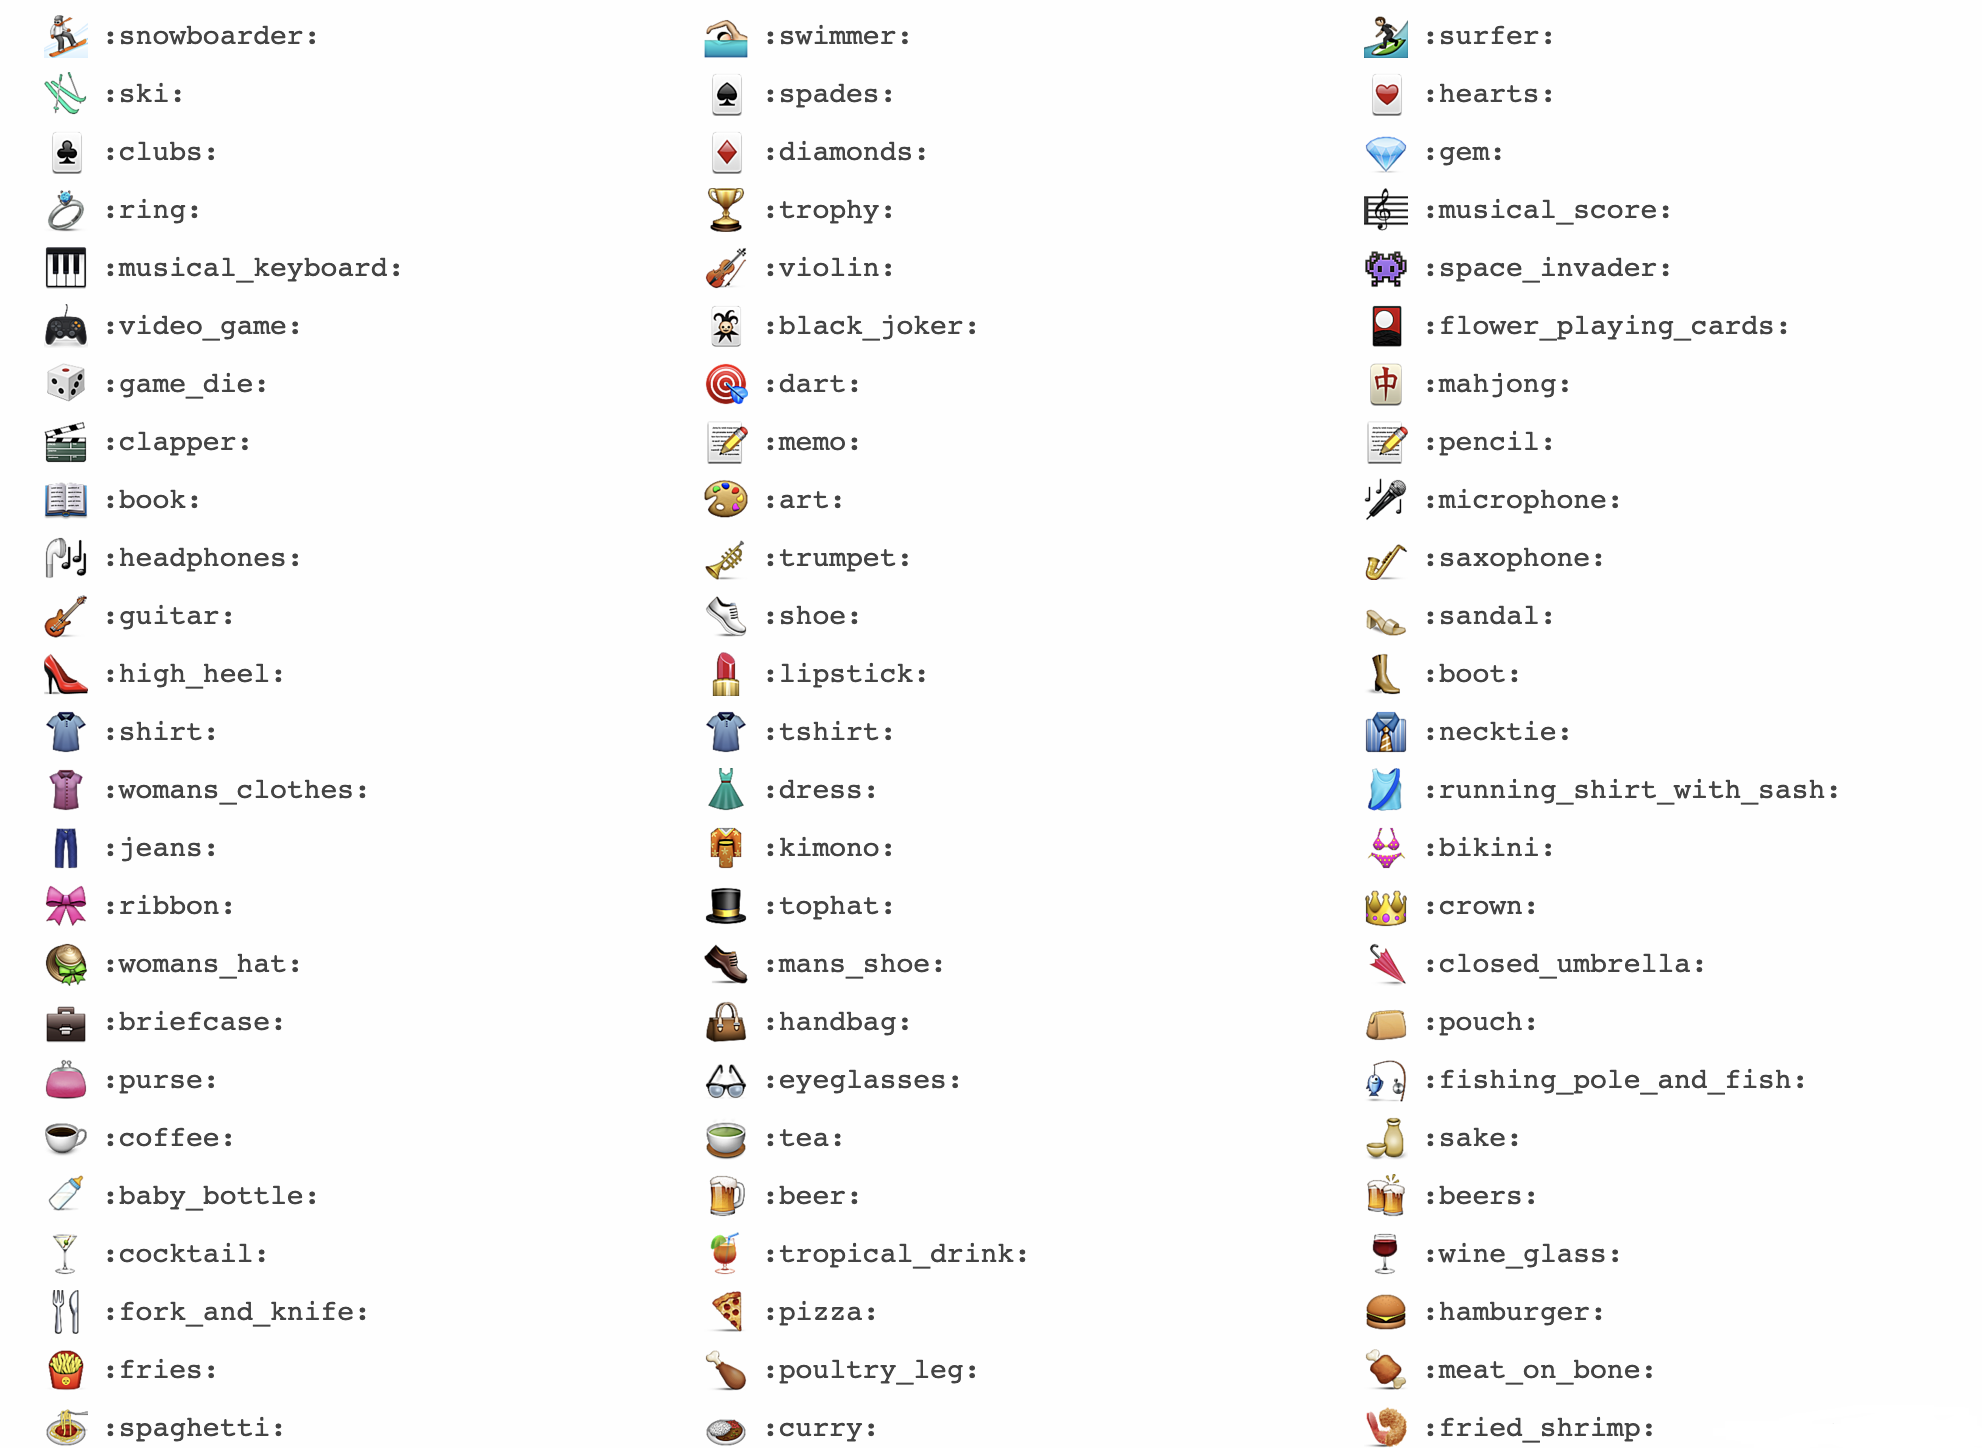 :snowboarder: :swimmer: :surfer:
:ski: :spades: :hearts:
:clubs: :diamonds: :gem:
:ring: :trophy: :musical_score:
:musical_keyboard: :violin: :space_invader:
:video_game: :black_joker: :flower_playing_cards:
:game_die: :dart: :mahjong:
:clapper: :memo: :pencil:
:book: :art: :microphone:
:headphones: :trumpet: :saxophone:
:guitar: :shoe: :sandal:
:high_heel: :lipstick: :boot:
:shirt: :tshirt: :necktie:
:womans_clothes: :dress: :running_shirt_with_sash:
:jeans: :kimono: :bikini:
:ribbon: :tophat: :crown:
:womans_hat: :mans_shoe: :closed_umbrella:
:briefcase: :handbag: :pouch:
:purse: :eyeglasses: :fishing_pole_and_fish:
:coffee: :tea: :sake:
:baby_bottle: :beer: :beers:
:cocktail: :tropical_drink: :wine_glass:
:fork_and_knife: :pizza: :hamburger:
:fries: :poultry_leg: :meat_on_bone:
:spaghetti: :curry: :fried_shrimp: